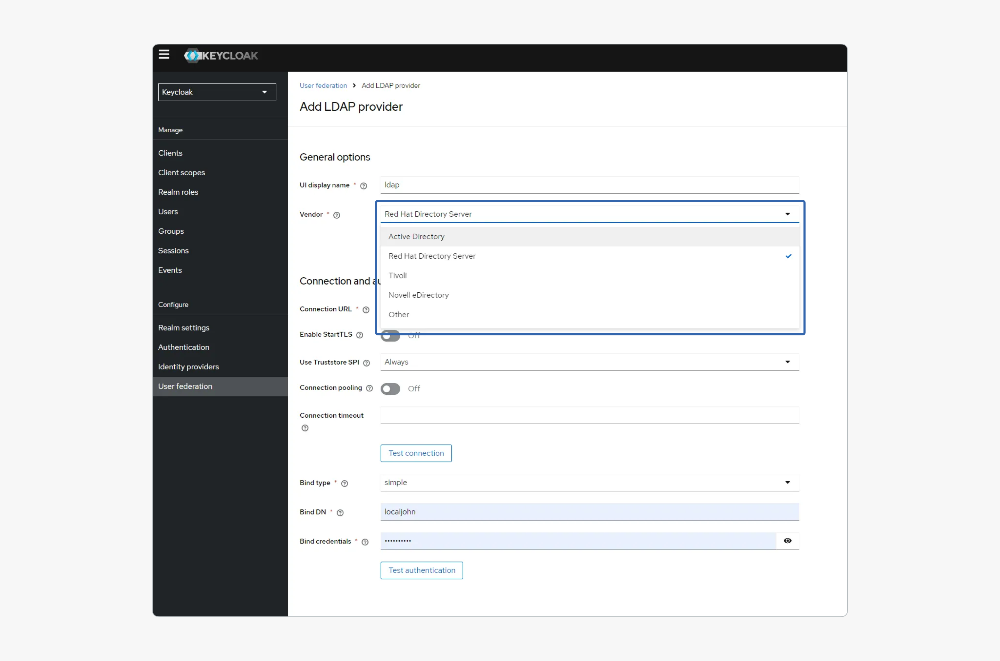 KEYCLOAK
Keycloak
Manage
Clients
Client scopes
Realm roles
Users
Groups
Sessions
Events
Configure
Realm settings
Authentication
Identity providers
User federation
User federation > Add LDAP provider
Add LDAP provider
General options
UI display name * ldap
Vendor * Red Hat Directory Server
Active Directory
Red Hat Directory Server
Tivoli
Novell eDirectory
Other
Connection and
Connection URL *
Enable StartTLS Off
Use Truststore SPI Always
Connection pooling Off
Connection timeout
Test connection
Bind type * simple
Bind DN * localjohn
Bind credentials * ••••••••••
Test authentication